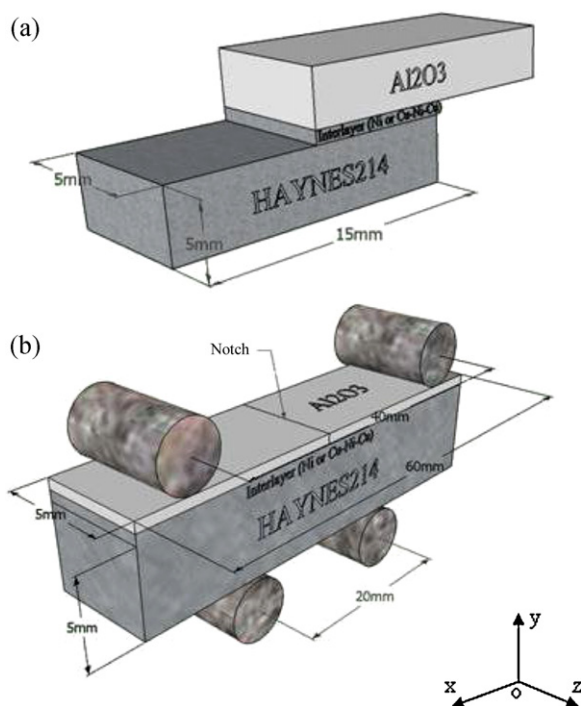 (a)
Al2O3
Interlayer (Ni or Cu-Ni-Cu)
HAYNES214
5mm
5mm
15mm
(b)
Notch
Al2O3
40mm
Interlayer (Ni or Cu-Ni-Cu)
60mm
HAYNES214
5mm
5mm
20mm
y
x
o
z